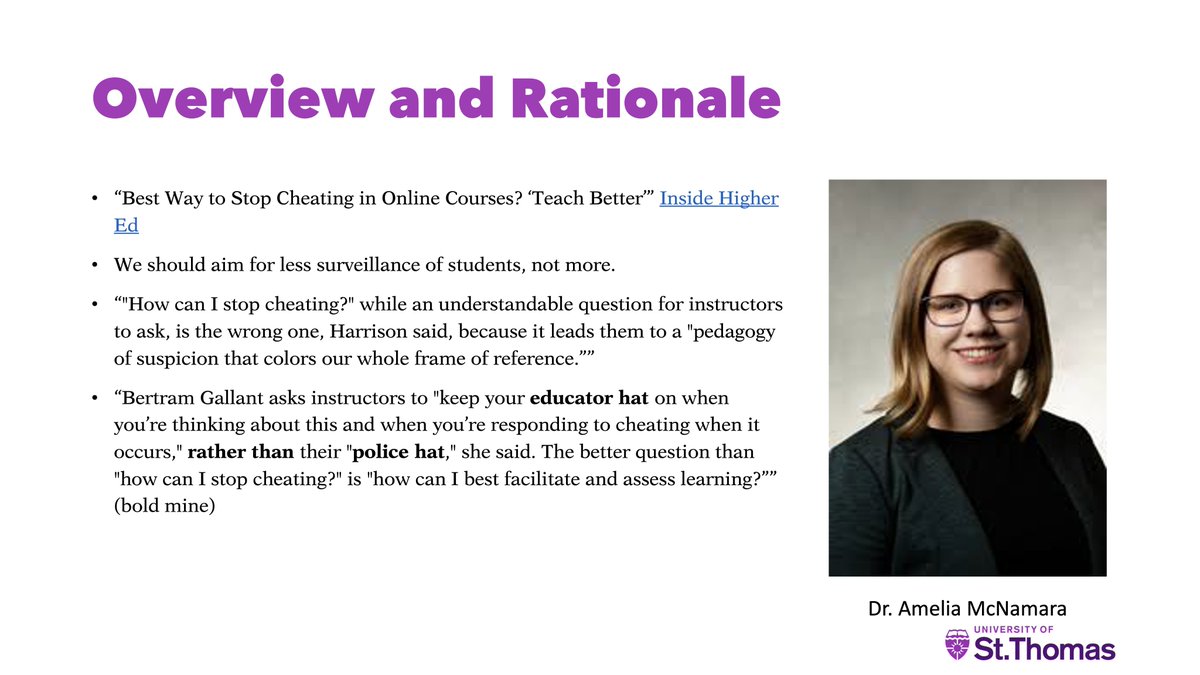 Overview and Rationale
• “Best Way to Stop Cheating in Online Courses? ‘Teach Better’” Inside Higher
Ed
• We should aim for less surveillance of students, not more.
• “"How can I stop cheating?" while an understandable question for instructors
to ask, is the wrong one, Harrison said, because it leads them to a "pedagogy
of suspicion that colors our whole frame of reference.””
• “Bertram Gallant asks instructors to "keep your educator hat on when
you’re thinking about this and when you’re responding to cheating when it
occurs," rather than their "police hat," she said. The better question than
"how can I stop cheating?" is "how can I best facilitate and assess learning?””
(bold mine)
Dr. Amelia McNamara
UNIVERSITY OF
St.Thomas